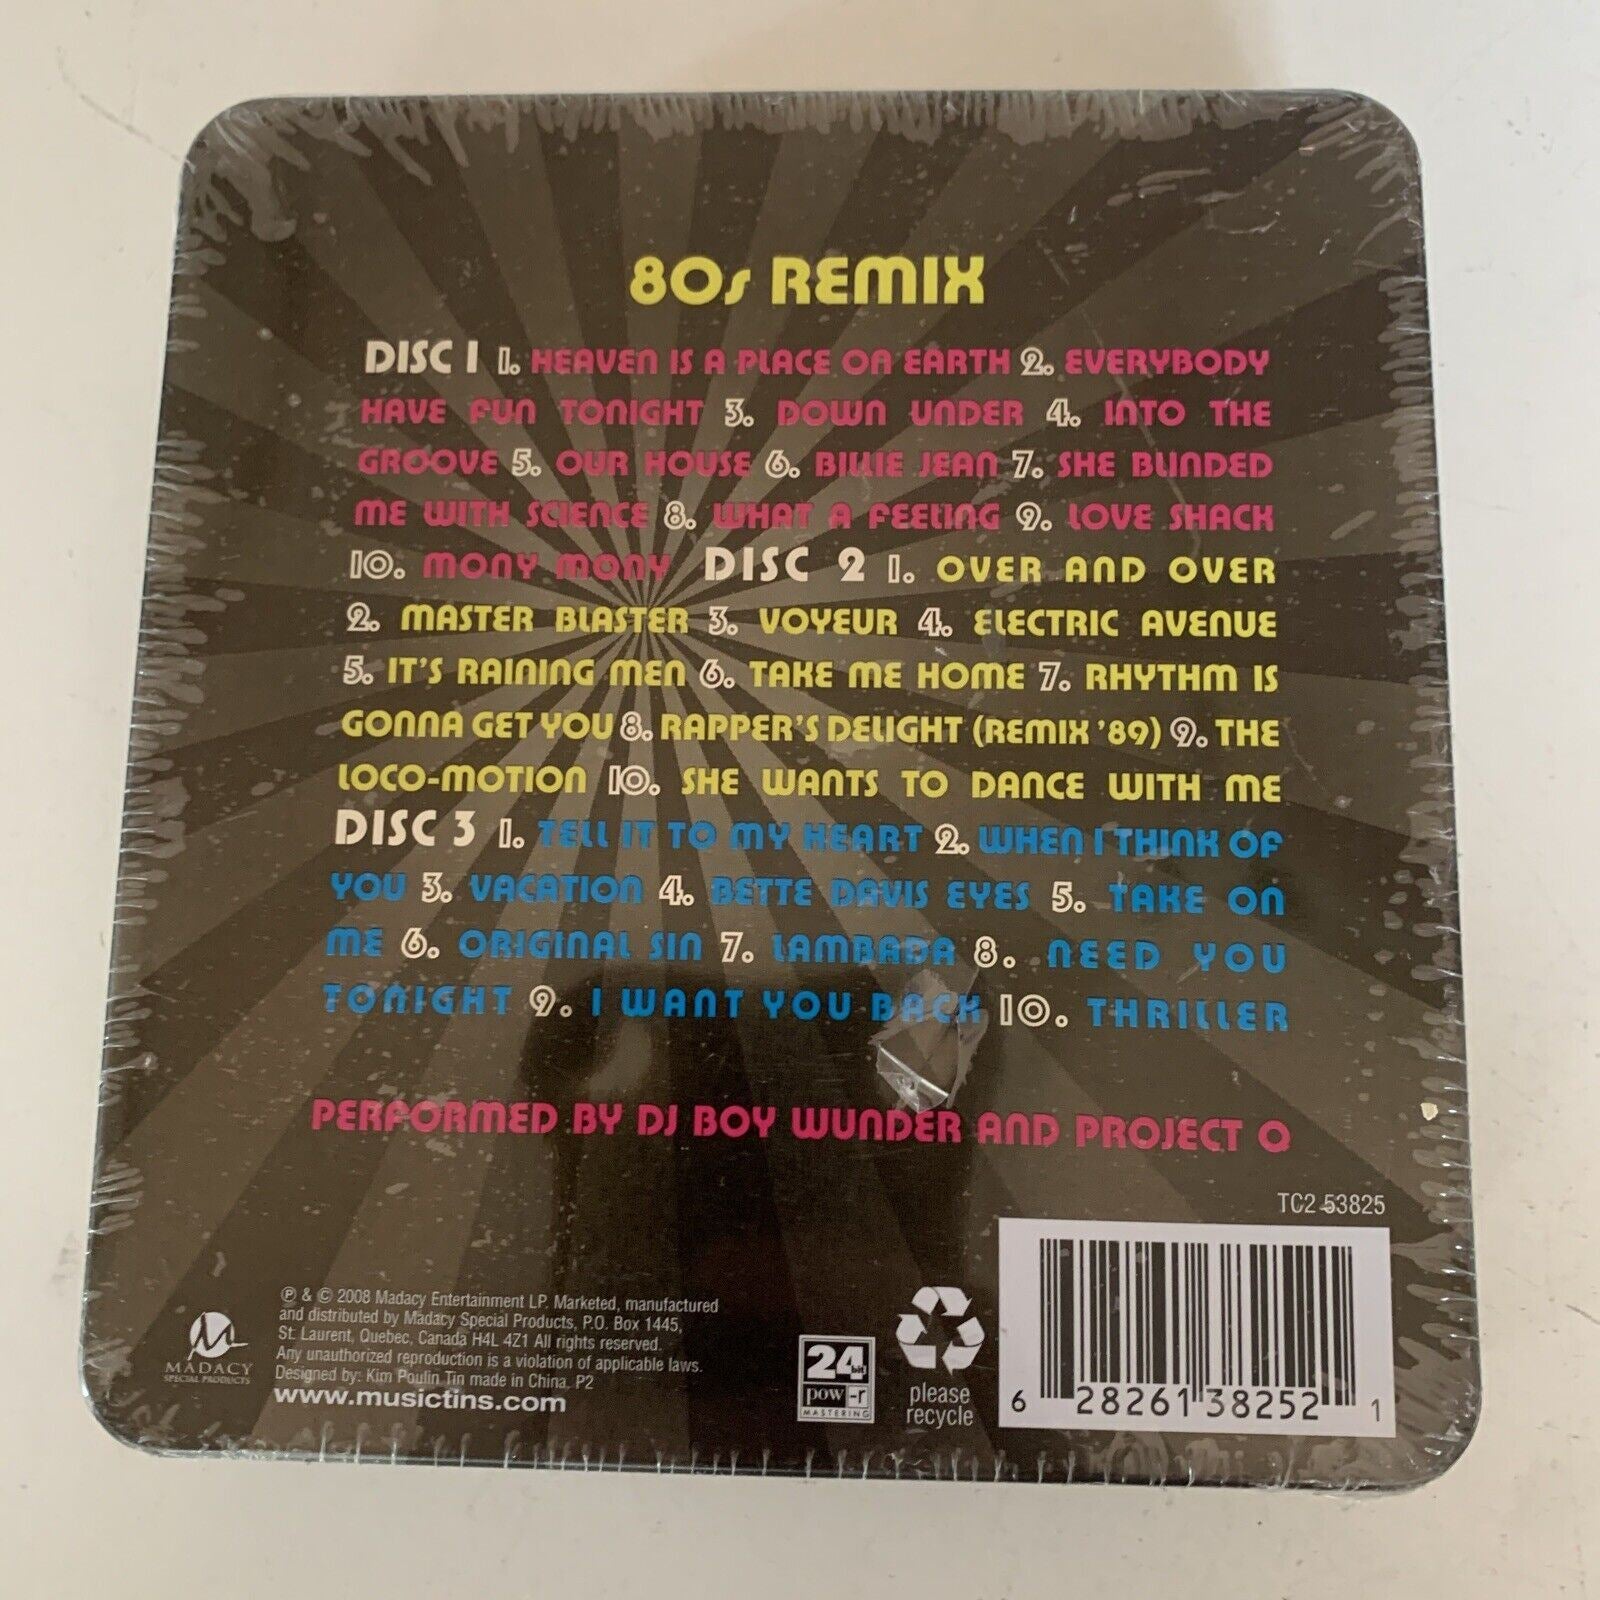 80s REMIX
DISC 1 1. HEAVEN IS A PLACE ON EARTH 2. EVERYBODY
HAVE FUN TONIGHT 3. DOWN UNDER 4. INTO THE
GROOVE 5. OUR HOUSE 6. BILLIE JEAN 7. SHE BLINDED
ME WITH SCIENCE 8. WHAT A FEELING 9. LOVE SHACK
10. MONY MONY DISC 2 1. OVER AND OVER
2. MASTER BLASTER 3. VOYEUR 4. ELECTRIC AVENUE
5. IT'S RAINING MEN 6. TAKE ME HOME 7. RHYTHM IS
GONNA GET YOU 8. RAPPER'S DELIGHT (REMIX '89) 9. THE
LOCO-MOTION 10. SHE WANTS TO DANCE WITH ME
DISC 3 1. TELL IT TO MY HEART 2. WHEN I THINK OF
YOU 3. VACATION 4. BETTE DAVIS EYES 5. TAKE ON
ME 6. ORIGINAL SIN 7. LAMBADA 8. NEED YOU
TONIGHT 9. I WANT YOU BACK 10. THRILLER
PERFORMED BY DJ BOY WUNDER AND PROJECT Q
TC2 53825
MADACY
SPECIAL PRODUCTS
℗ & © 2008 Madacy Entertainment LP. Marketed, manufactured
and distributed by Madacy Special Products, P.O. Box 1445,
St. Laurent, Quebec, Canada H4L 4Z1 All rights reserved.
Any unauthorized reproduction is a violation of applicable laws.
Designed by: Kim Poulin Tin made in China. P2
www.musictins.com
24 bit
pow-r
MASTERING
please
recycle
6 28261 38252 1